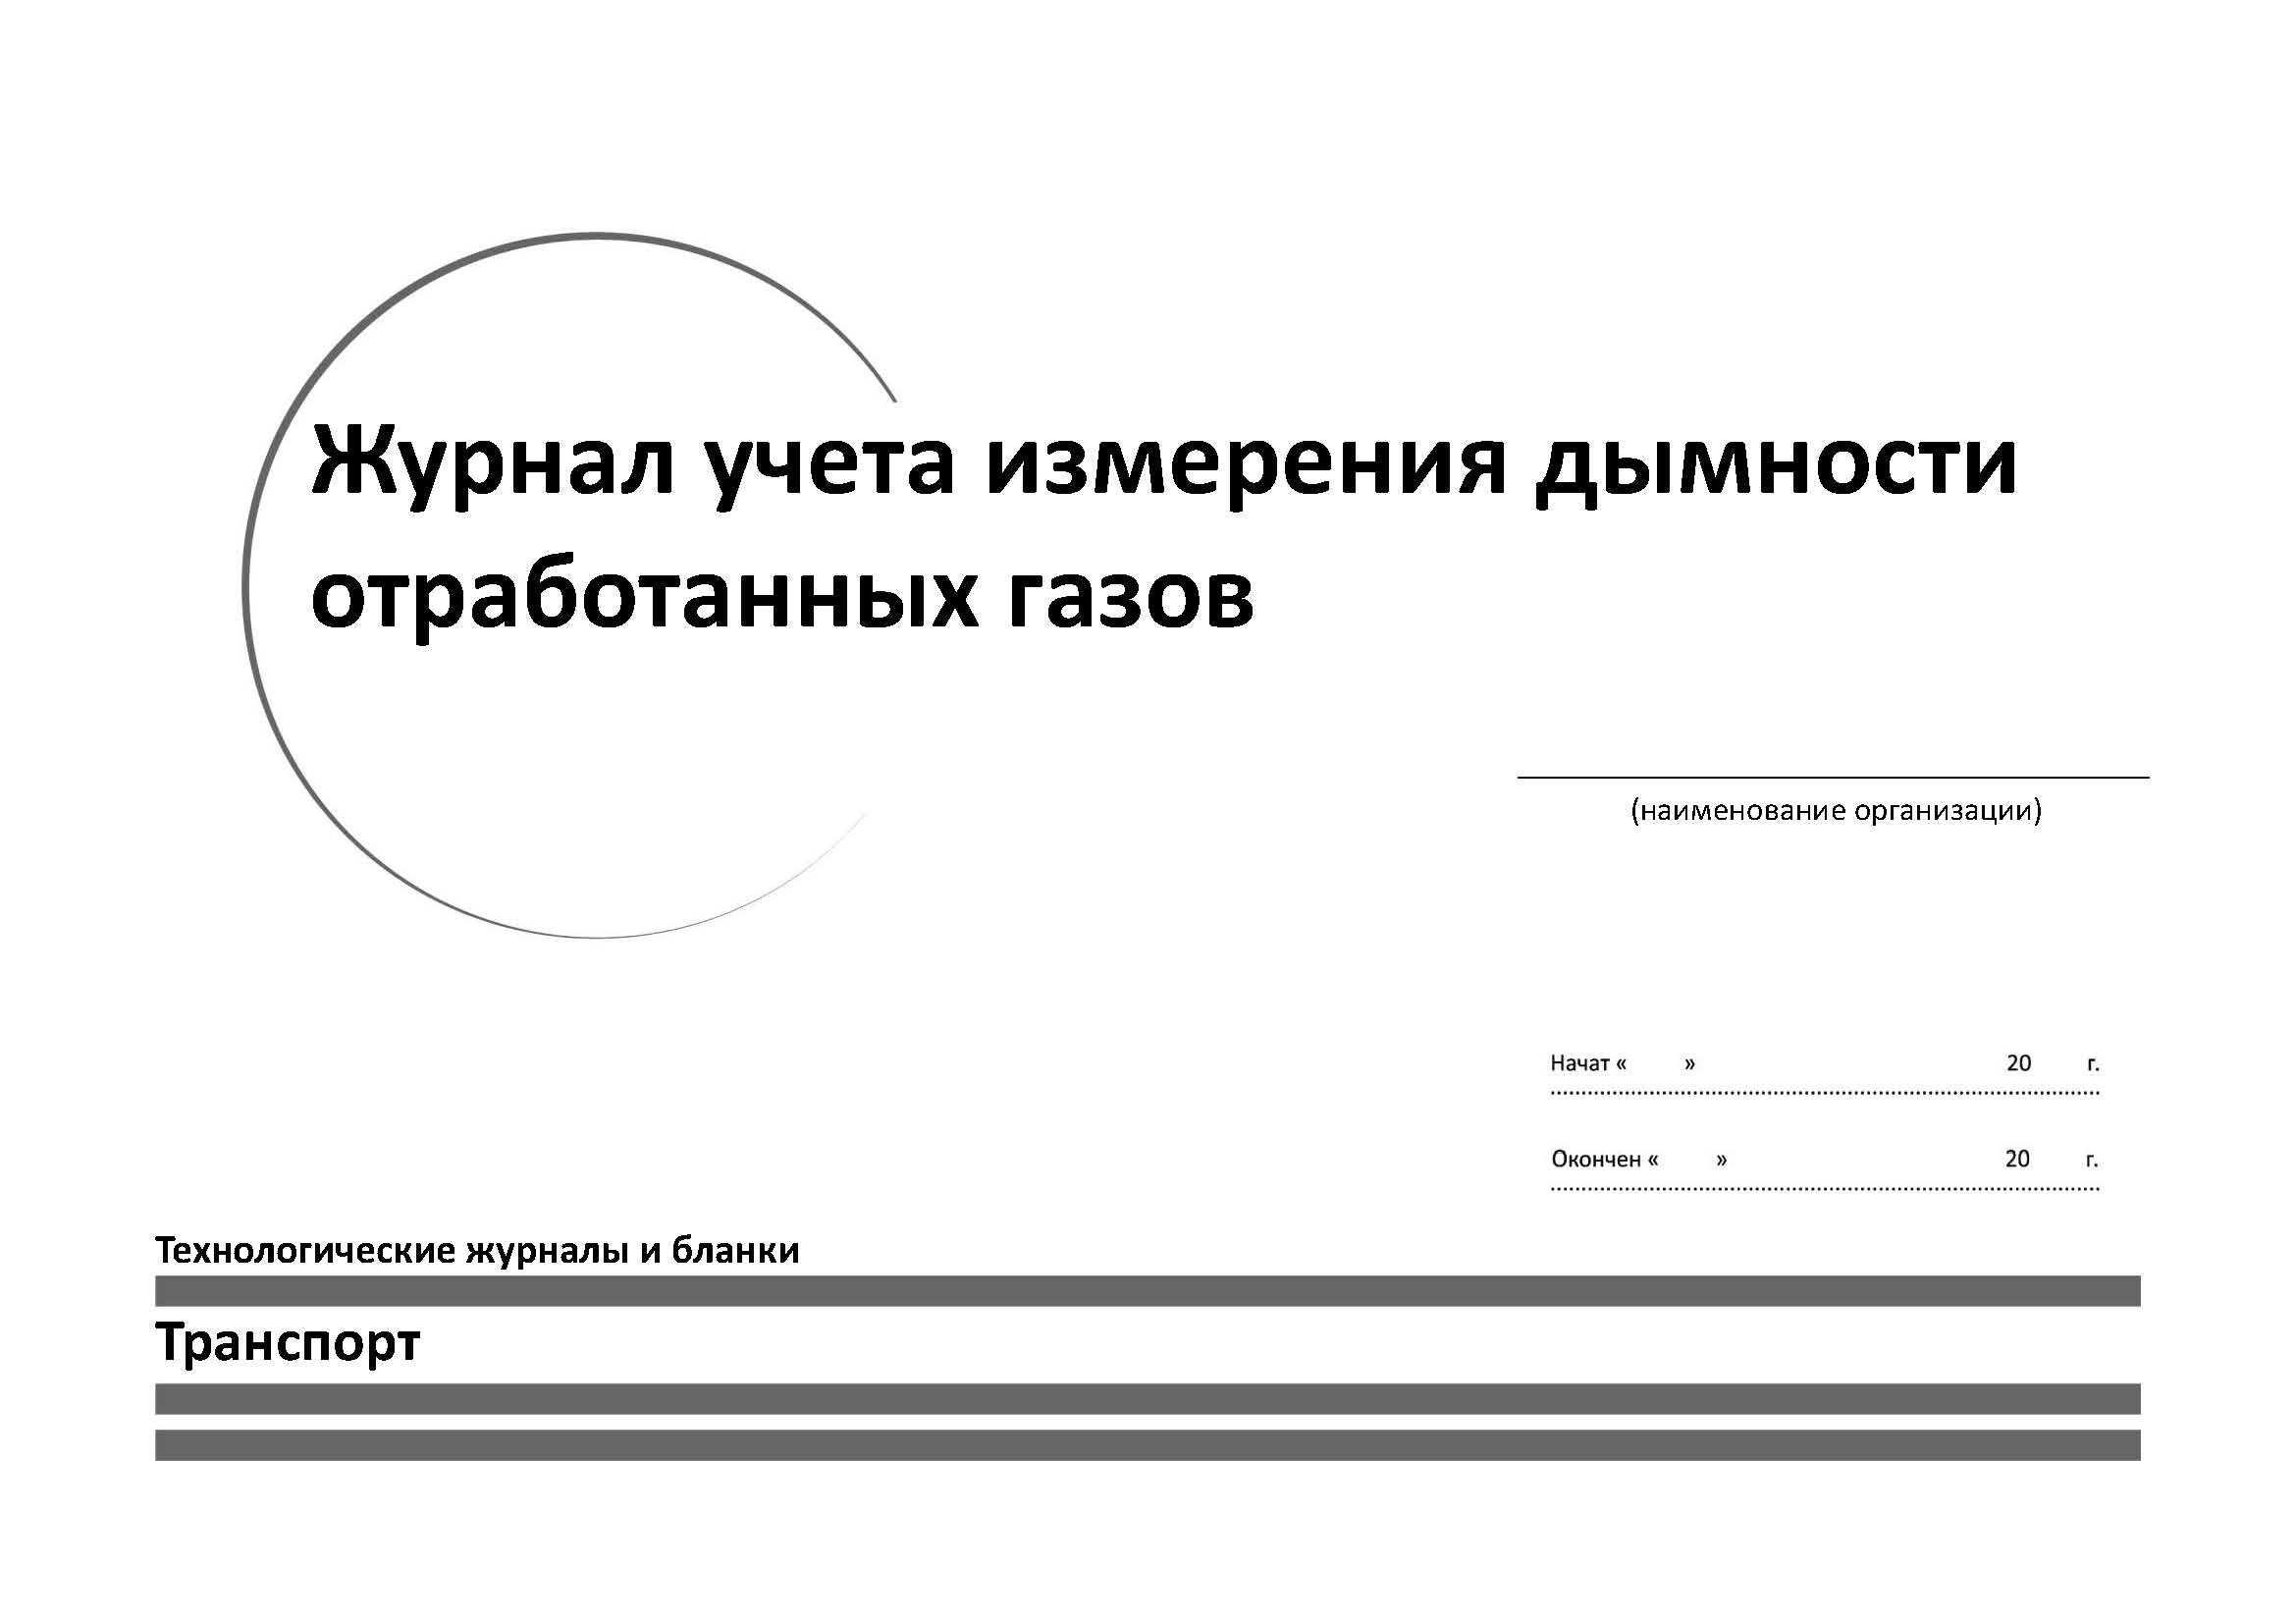 Журнал учета измерения дымности
отработанных газов
(наименование организации)
Начат « » 20 г.
Окончен « » 20 г.
Технологические журналы и бланки
Транспорт